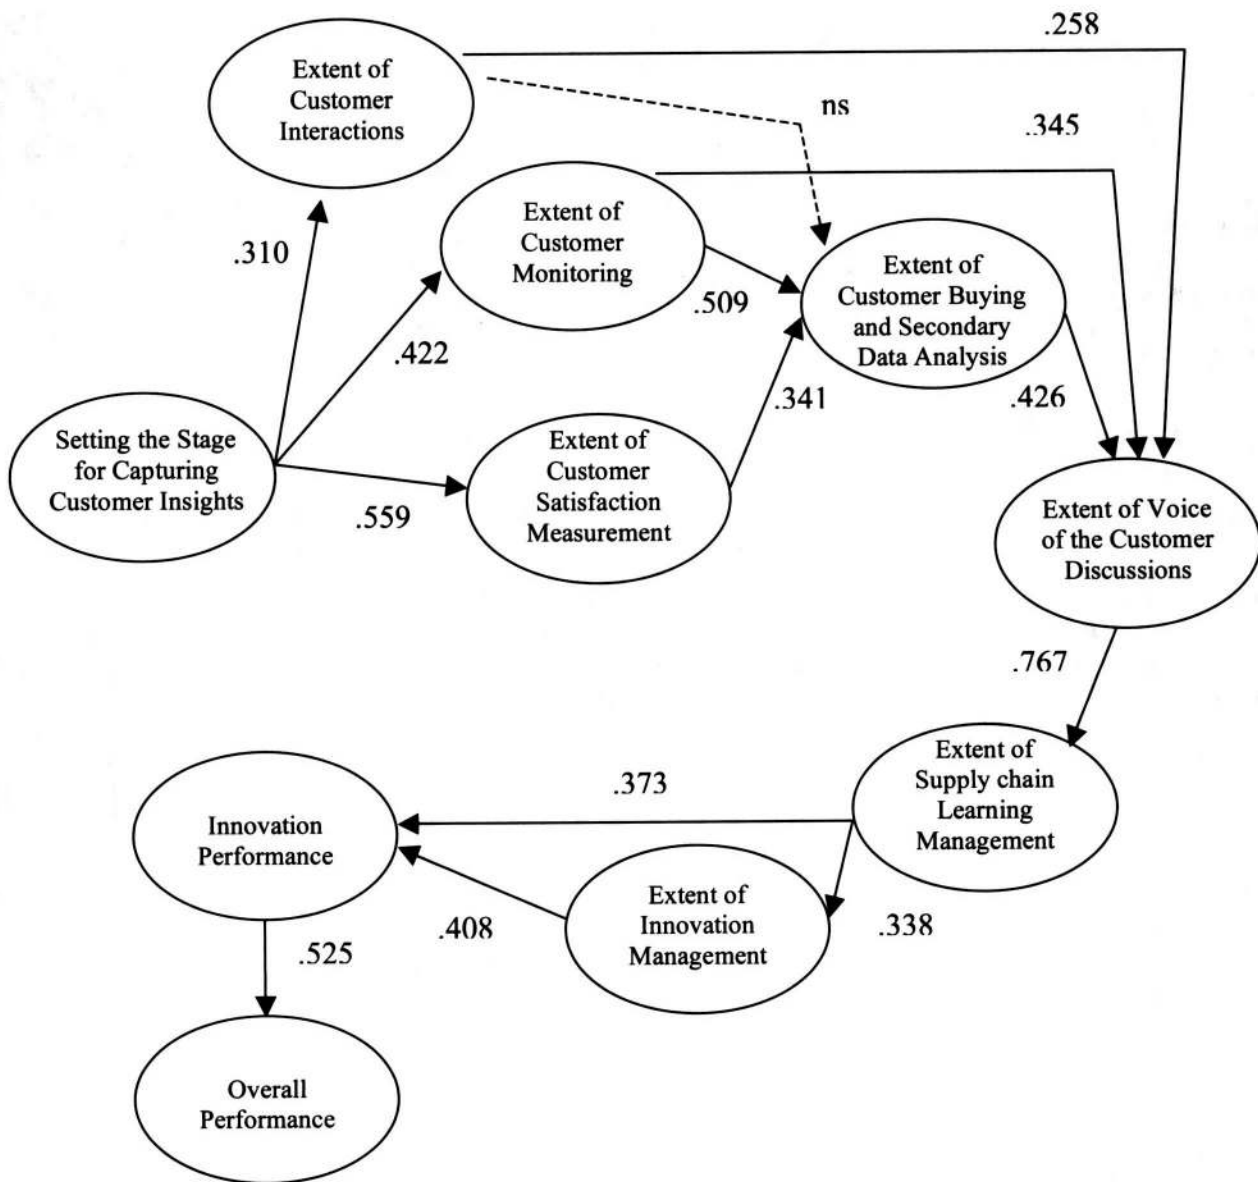 .258
Extent of
Customer
Interactions
ns
.345
Extent of
Customer
Monitoring
.310
Extent of
Customer Buying
and Secondary
Data Analysis
.509
.422
.341
.426
Setting the Stage
for Capturing
Customer Insights
Extent of
Customer
Satisfaction
Measurement
.559
Extent of Voice
of the Customer
Discussions
.767
Extent of
Supply chain
Learning
Management
.373
Innovation
Performance
Extent of
Innovation
Management
.408
.338
.525
Overall
Performance